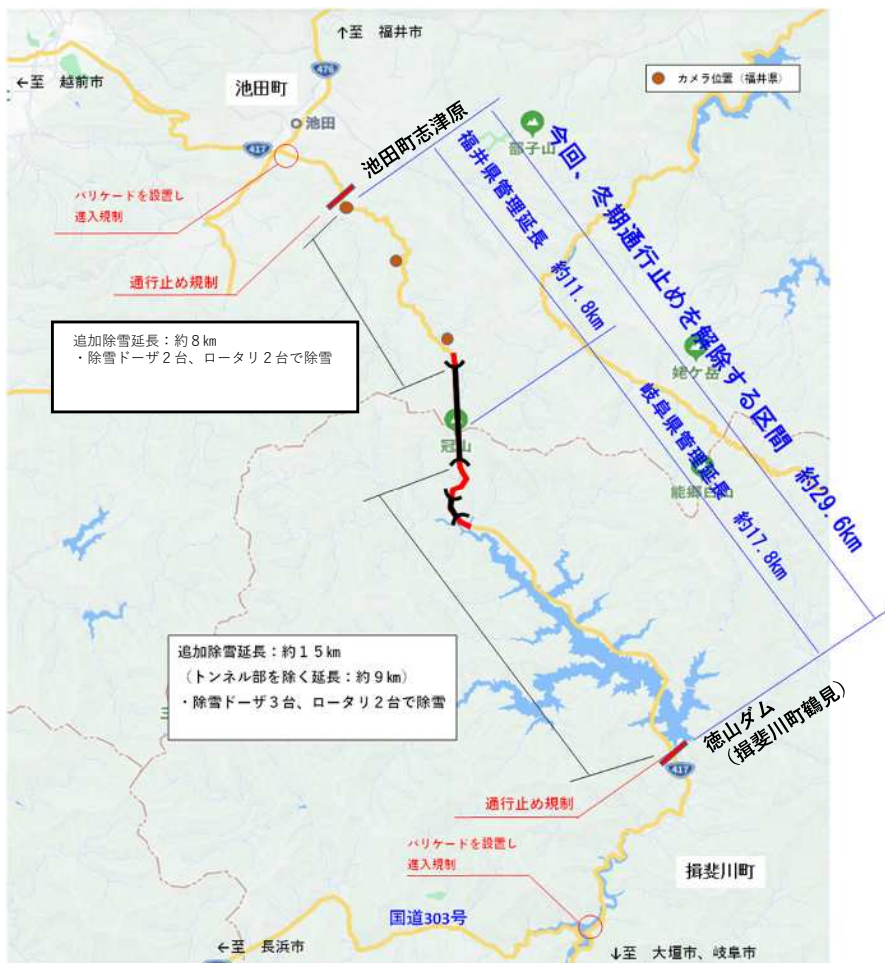 ↑至 福井市
476
カメラ位置（福井県）
←至 越前市
池田町
池田
417
池田町志津原
部子山
今回、冬期通行止めを解除する区間 約29.6km
福井県管理延長 約11.8km
バリケードを設置し
進入規制
通行止め規制
追加除雪延長：約８㎞
・除雪ドーザ２台、ロータリ２台で除雪
姥ケ岳
冠山
岐阜県管理延長 約17.8km
能郷白山
追加除雪延長：約１５㎞
（トンネル部を除く延長：約９㎞）
・除雪ドーザ３台、ロータリ２台で除雪
徳山ダム
(揖斐川町鶴見)
417
通行止め規制
バリケードを設置し
進入規制
揖斐川町
国道303号
←至 長浜市
↓至 大垣市、岐阜市